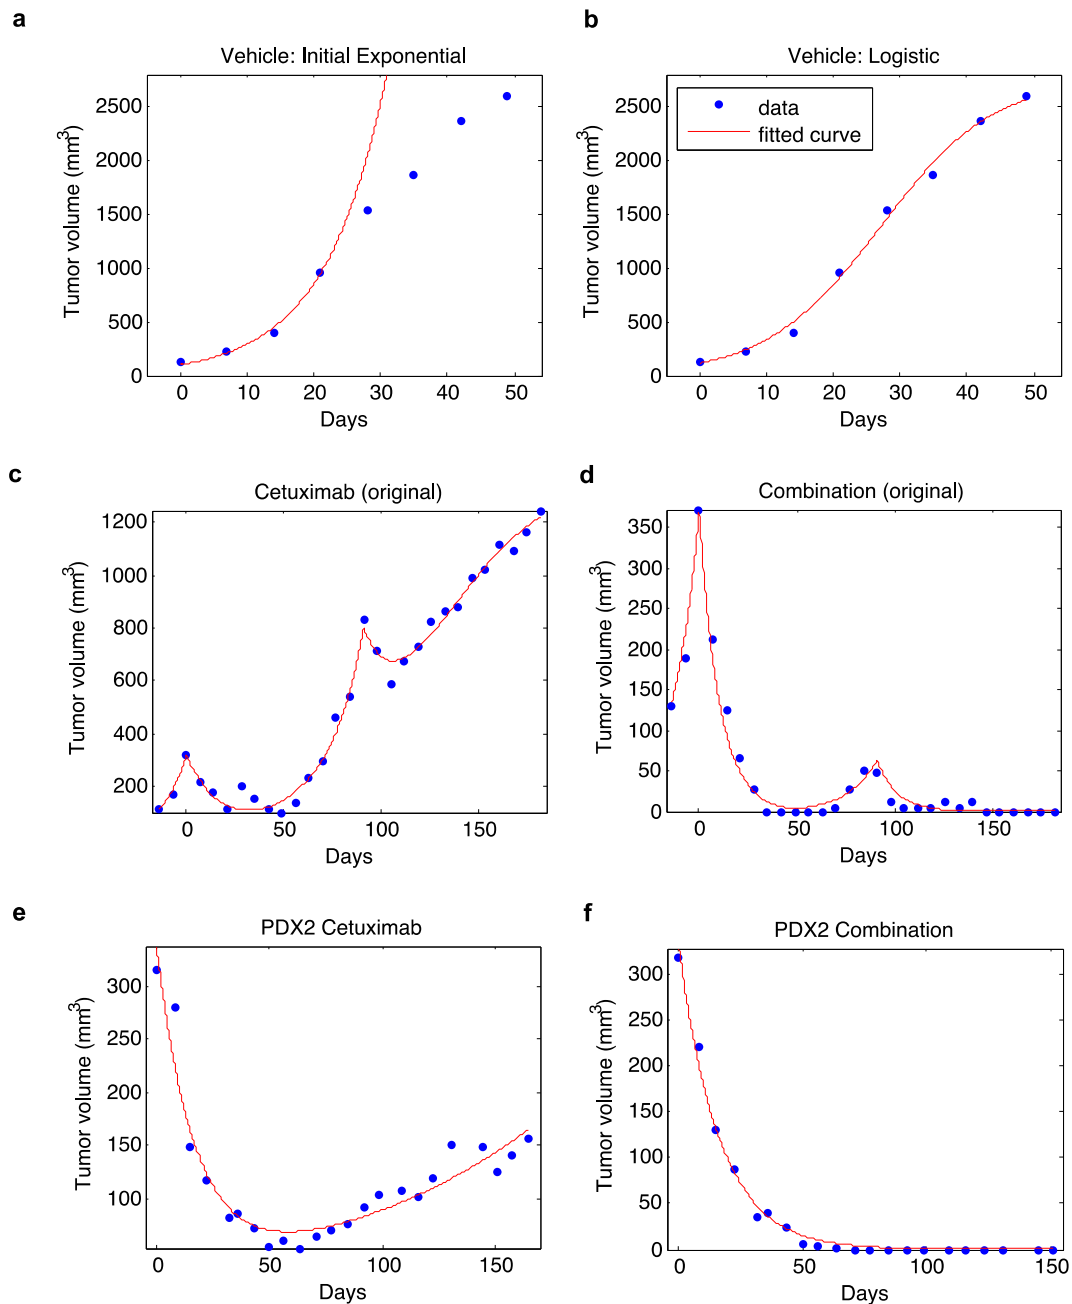 a
Vehicle: Initial Exponential
Tumor volume (mm³)
2500
2000
1500
1000
500
0
0 10 20 30 40 50
Days
b
Vehicle: Logistic
data
fitted curve
Tumor volume (mm³)
2500
2000
1500
1000
500
0
0 10 20 30 40 50
Days
c
Cetuximab (original)
Tumor volume (mm³)
1200
1000
800
600
400
200
0 50 100 150
Days
d
Combination (original)
Tumor volume (mm³)
350
300
250
200
150
100
50
0
0 50 100 150
Days
e
PDX2 Cetuximab
Tumor volume (mm³)
300
250
200
150
100
0 50 100 150
Days
f
PDX2 Combination
Tumor volume (mm³)
300
250
200
150
100
50
0
0 50 100 150
Days